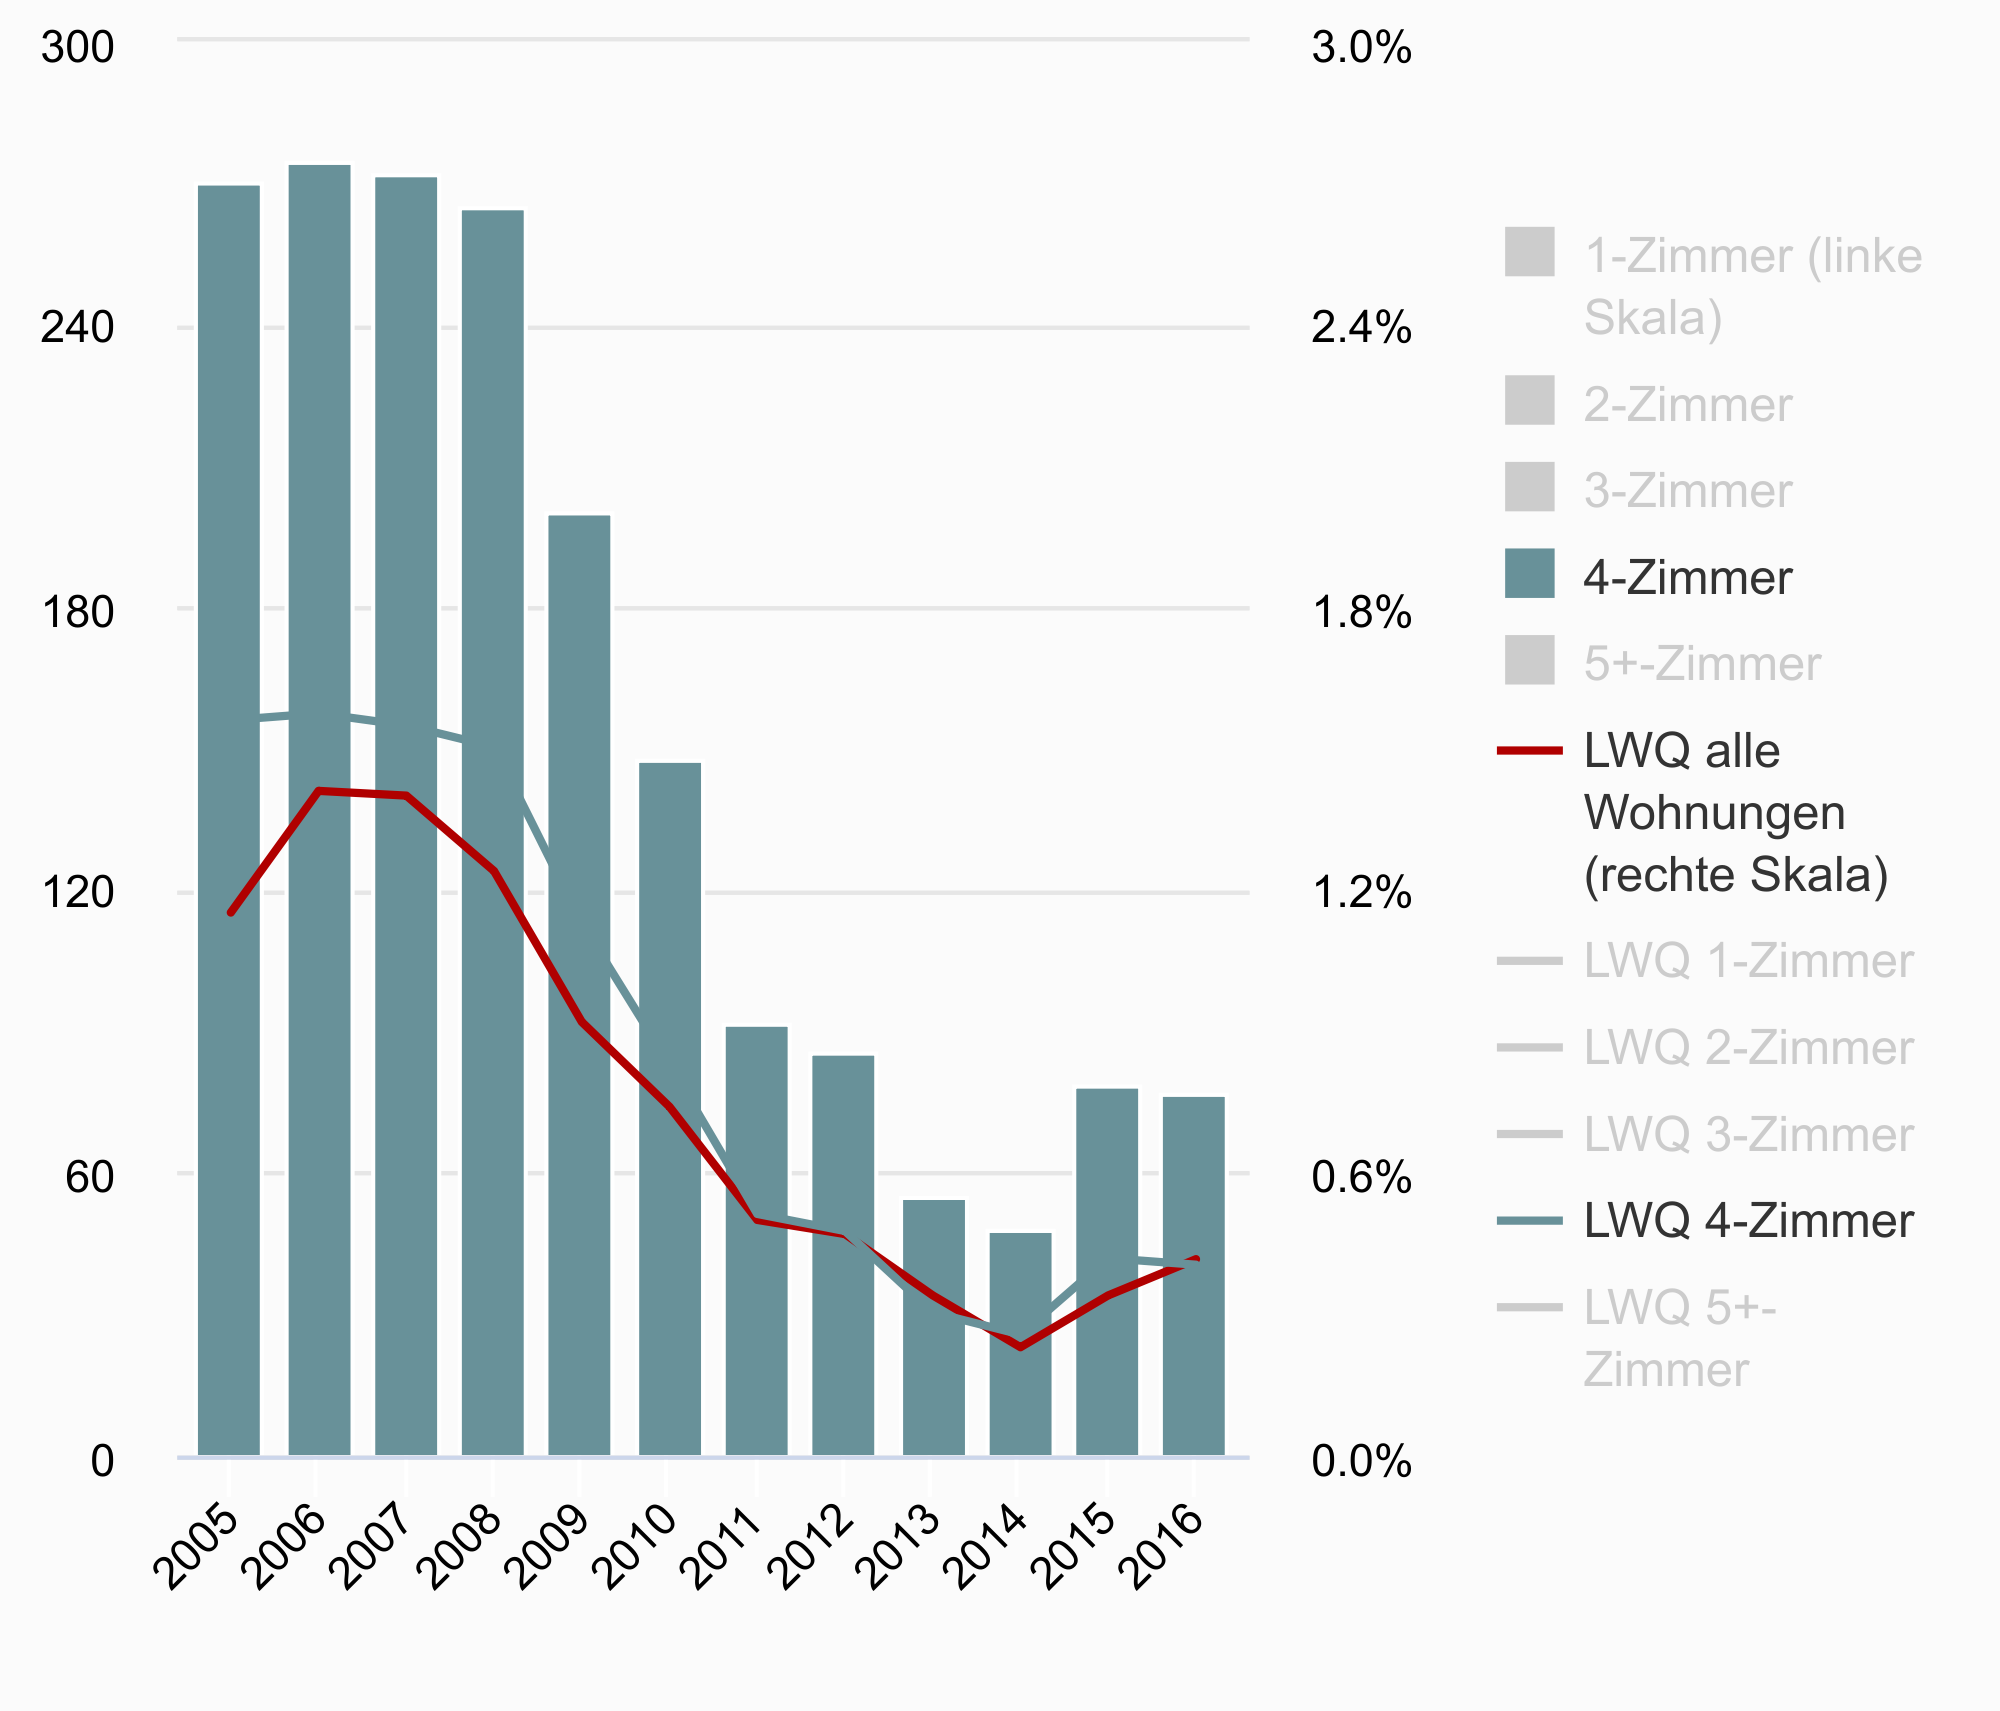 300
240
180
120
60
0
3.0%
2.4%
1.8%
1.2%
0.6%
0.0%
2005
2006
2007
2008
2009
2010
2011
2012
2013
2014
2015
2016
1-Zimmer (linke
Skala)
2-Zimmer
3-Zimmer
4-Zimmer
5+-Zimmer
LWQ alle
Wohnungen
(rechte Skala)
LWQ 1-Zimmer
LWQ 2-Zimmer
LWQ 3-Zimmer
LWQ 4-Zimmer
LWQ 5+-
Zimmer